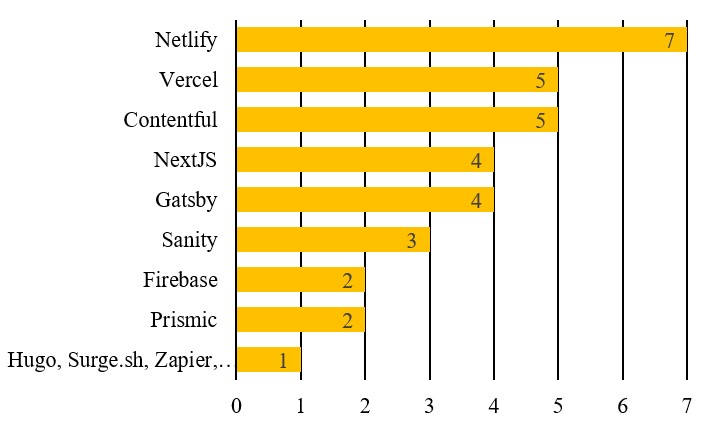 Netlify 7
Vercel 5
Contentful 5
NextJS 4
Gatsby 4
Sanity 3
Firebase 2
Prismic 2
Hugo, Surge.sh, Zapier,… 1
0 1 2 3 4 5 6 7